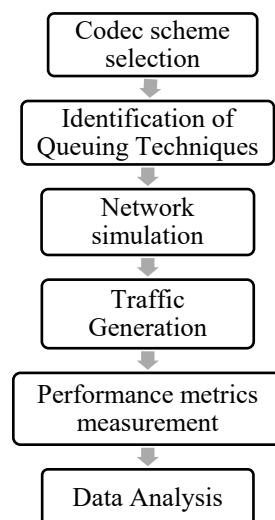 Codec scheme
selection
Identification of
Queuing Techniques
Network
simulation
Traffic
Generation
Performance metrics
measurement
Data Analysis